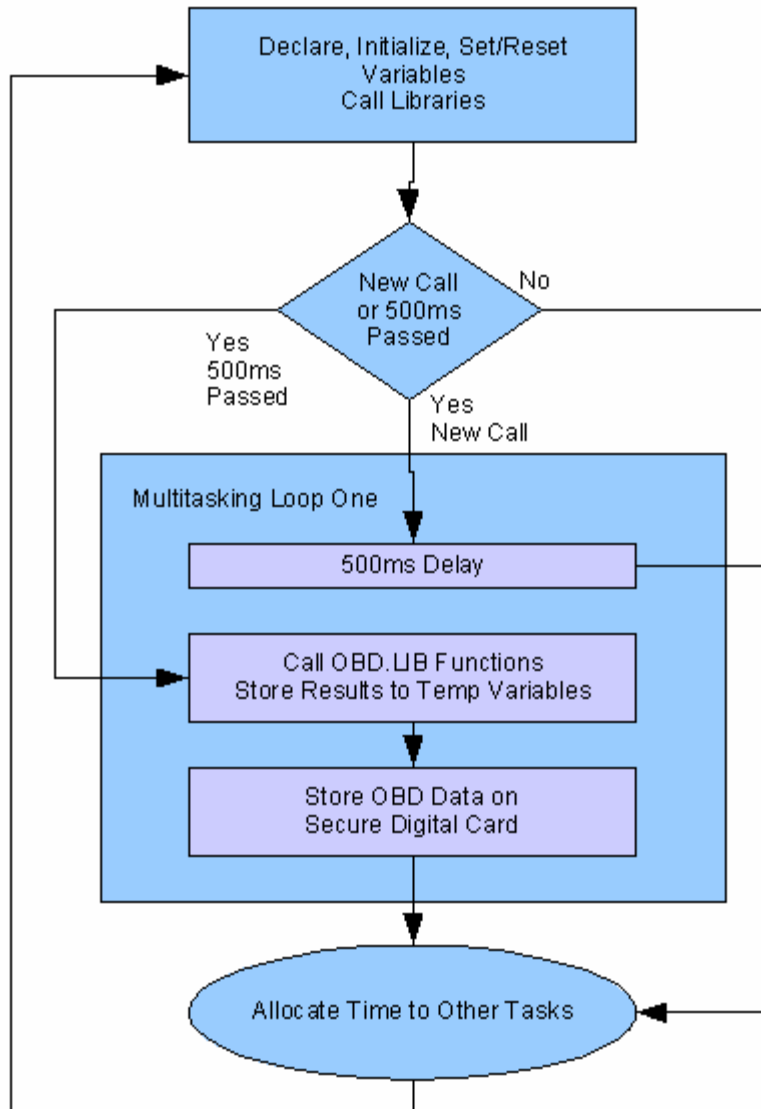 Declare, Initialize, Set/Reset
Variables
Call Libraries
New Call
or 500ms
Passed
No
Yes
500ms
Passed
Yes
New Call
Multitasking Loop One
500ms Delay
Call OBD.LIB Functions
Store Results to Temp Variables
Store OBD Data on
Secure Digital Card
Allocate Time to Other Tasks